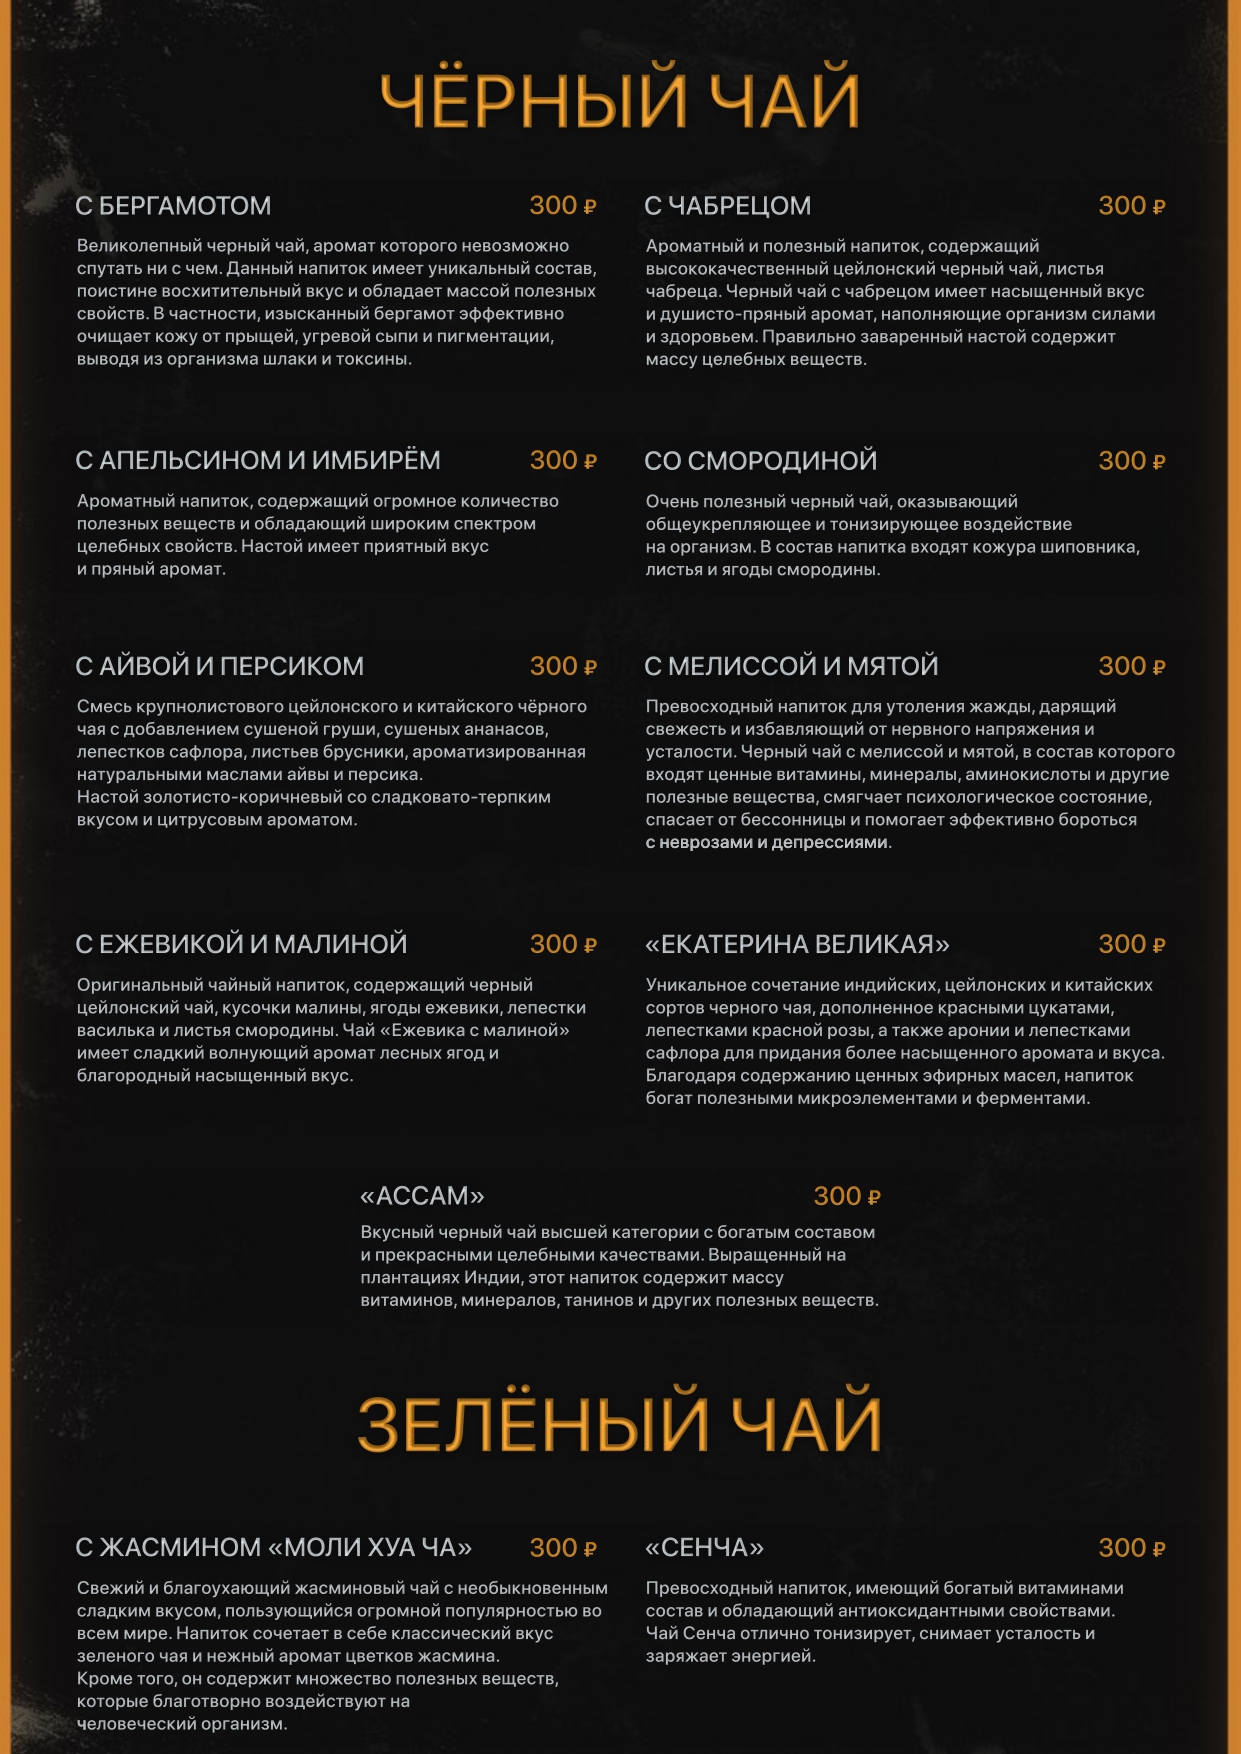 ЧЁРНЫЙ ЧАЙ
С БЕРГАМОТОМ 300 ₽
Великолепный черный чай, аромат которого невозможно
спутать ни с чем. Данный напиток имеет уникальный состав,
поистине восхитительный вкус и обладает массой полезных
свойств. В частности, изысканный бергамот эффективно
очищает кожу от прыщей, угревой сыпи и пигментации,
выводя из организма шлаки и токсины.
С ЧАБРЕЦОМ 300 ₽
Ароматный и полезный напиток, содержащий
высококачественный цейлонский черный чай, листья
чабреца. Черный чай с чабрецом имеет насыщенный вкус
и душисто-пряный аромат, наполняющие организм силами
и здоровьем. Правильно заваренный настой содержит
массу целебных веществ.
С АПЕЛЬСИНОМ И ИМБИРЁМ 300 ₽
Ароматный напиток, содержащий огромное количество
полезных веществ и обладающий широким спектром
целебных свойств. Настой имеет приятный вкус
и пряный аромат.
СО СМОРОДИНОЙ 300 ₽
Очень полезный черный чай, оказывающий
общеукрепляющее и тонизирующее воздействие
на организм. В состав напитка входят кожура шиповника,
листья и ягоды смородины.
С АЙВОЙ И ПЕРСИКОМ 300 ₽
Смесь крупнолистового цейлонского и китайского чёрного
чая с добавлением сушеной груши, сушеных ананасов,
лепестков сафлора, листьев брусники, ароматизированная
натуральными маслами айвы и персика.
Настой золотисто-коричневый со сладковато-терпким
вкусом и цитрусовым ароматом.
С МЕЛИССОЙ И МЯТОЙ 300 ₽
Превосходный напиток для утоления жажды, дарящий
свежесть и избавляющий от нервного напряжения и
усталости. Черный чай с мелиссой и мятой, в состав которого
входят ценные витамины, минералы, аминокислоты и другие
полезные вещества, смягчает психологическое состояние,
спасает от бессонницы и помогает эффективно бороться
с неврозами и депрессиями.
С ЕЖЕВИКОЙ И МАЛИНОЙ 300 ₽
Оригинальный чайный напиток, содержащий черный
цейлонский чай, кусочки малины, ягоды ежевики, лепестки
василька и листья смородины. Чай «Ежевика с малиной»
имеет сладкий волнующий аромат лесных ягод и
благородный насыщенный вкус.
«ЕКАТЕРИНА ВЕЛИКАЯ» 300 ₽
Уникальное сочетание индийских, цейлонских и китайских
сортов черного чая, дополненное красными цукатами,
лепестками красной розы, а также аронии и лепестками
сафлора для придания более насыщенного аромата и вкуса.
Благодаря содержанию ценных эфирных масел, напиток
богат полезными микроэлементами и ферментами.
«АССАМ» 300 ₽
Вкусный черный чай высшей категории с богатым составом
и прекрасными целебными качествами. Выращенный на
плантациях Индии, этот напиток содержит массу
витаминов, минералов, танинов и других полезных веществ.
ЗЕЛЁНЫЙ ЧАЙ
С ЖАСМИНОМ «МОЛИ ХУА ЧА» 300 ₽
Свежий и благоухающий жасминовый чай с необыкновенным
сладким вкусом, пользующийся огромной популярностью во
всем мире. Напиток сочетает в себе классический вкус
зеленого чая и нежный аромат цветков жасмина.
Кроме того, он содержит множество полезных веществ,
которые благотворно воздействуют на
человеческий организм.
«СЕНЧА» 300 ₽
Превосходный напиток, имеющий богатый витаминами
состав и обладающий антиоксидантными свойствами.
Чай Сенча отлично тонизирует, снимает усталость и
заряжает энергией.